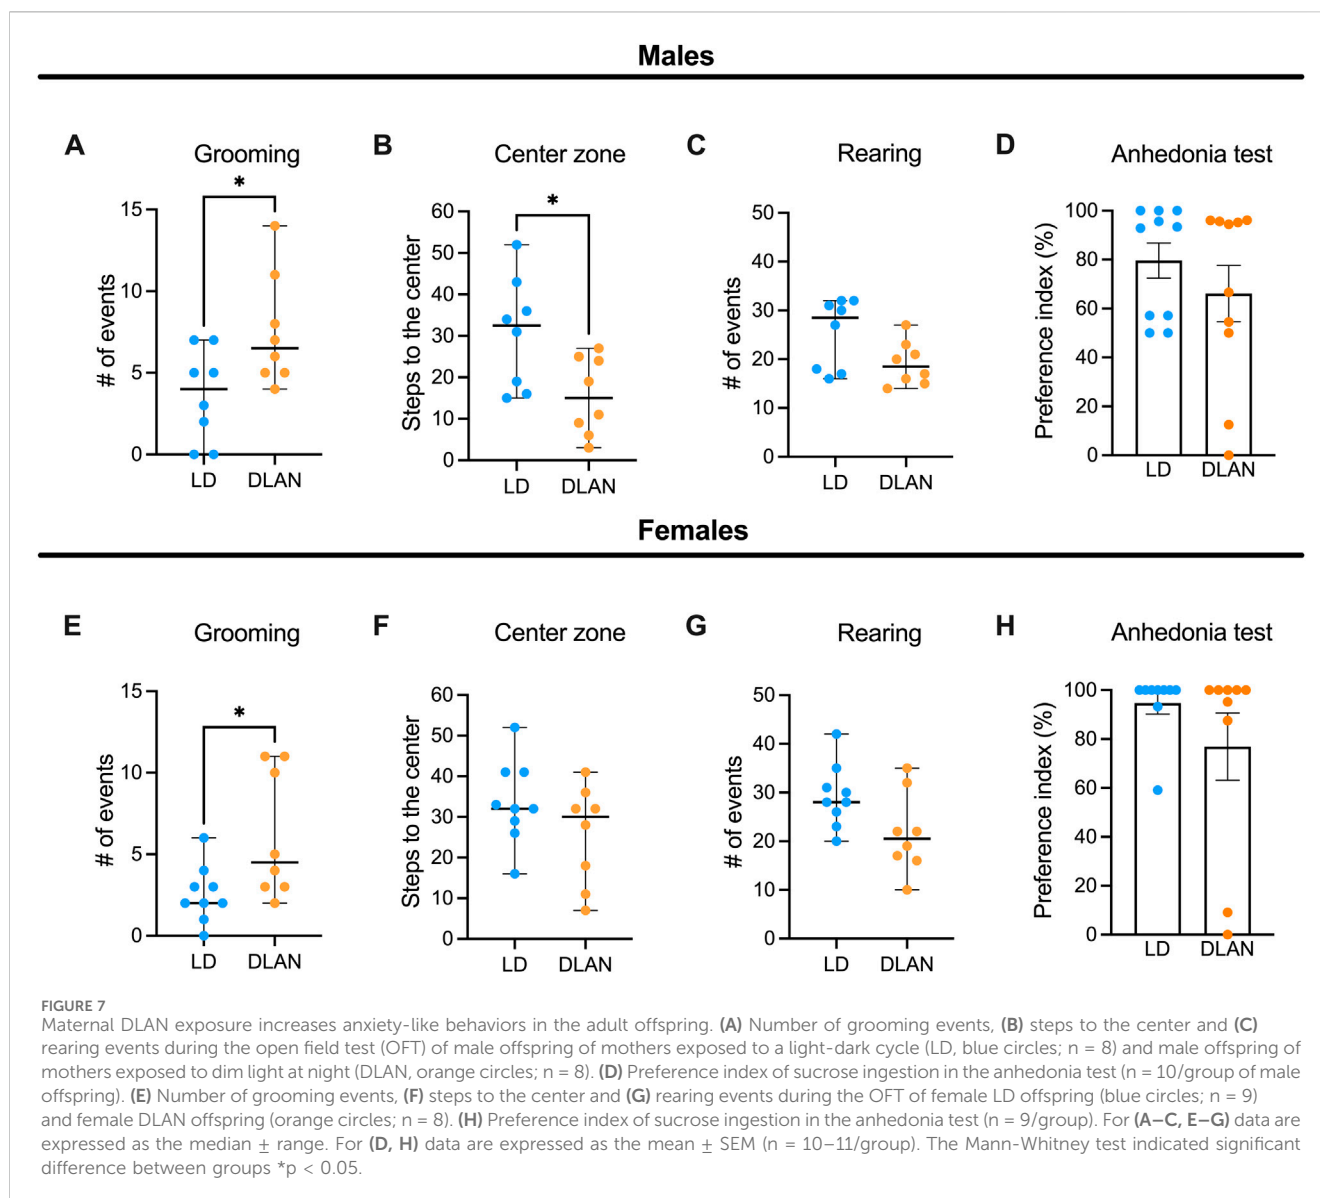 Males
A
Grooming
B
Center zone
C
Rearing
D
Anhedonia test
*
15
10
5
0
# of events
LD
DLAN
*
60
50
40
30
20
10
0
Steps to the center
LD
DLAN
50
40
30
20
10
0
# of events
LD
DLAN
100
80
60
40
20
0
Preference index (%)
LD
DLAN
Females
E
Grooming
F
Center zone
G
Rearing
H
Anhedonia test
*
15
10
5
0
# of events
LD
DLAN
60
50
40
30
20
10
0
Steps to the center
LD
DLAN
50
40
30
20
10
0
# of events
LD
DLAN
100
80
60
40
20
0
Preference index (%)
LD
DLAN
FIGURE 7
Maternal DLAN exposure increases anxiety-like behaviors in the adult offspring. (A) Number of grooming events, (B) steps to the center and (C)
rearing events during the open field test (OFT) of male offspring of mothers exposed to a light-dark cycle (LD, blue circles; n = 8) and male offspring of
mothers exposed to dim light at night (DLAN, orange circles; n = 8). (D) Preference index of sucrose ingestion in the anhedonia test (n = 10/group of male
offspring). (E) Number of grooming events, (F) steps to the center and (G) rearing events during the OFT of female LD offspring (blue circles; n = 9)
and female DLAN offspring (orange circles; n = 8). (H) Preference index of sucrose ingestion in the anhedonia test (n = 9/group). For (A–C, E–G) data are
expressed as the median ± range. For (D, H) data are expressed as the mean ± SEM (n = 10–11/group). The Mann-Whitney test indicated significant
difference between groups *p < 0.05.